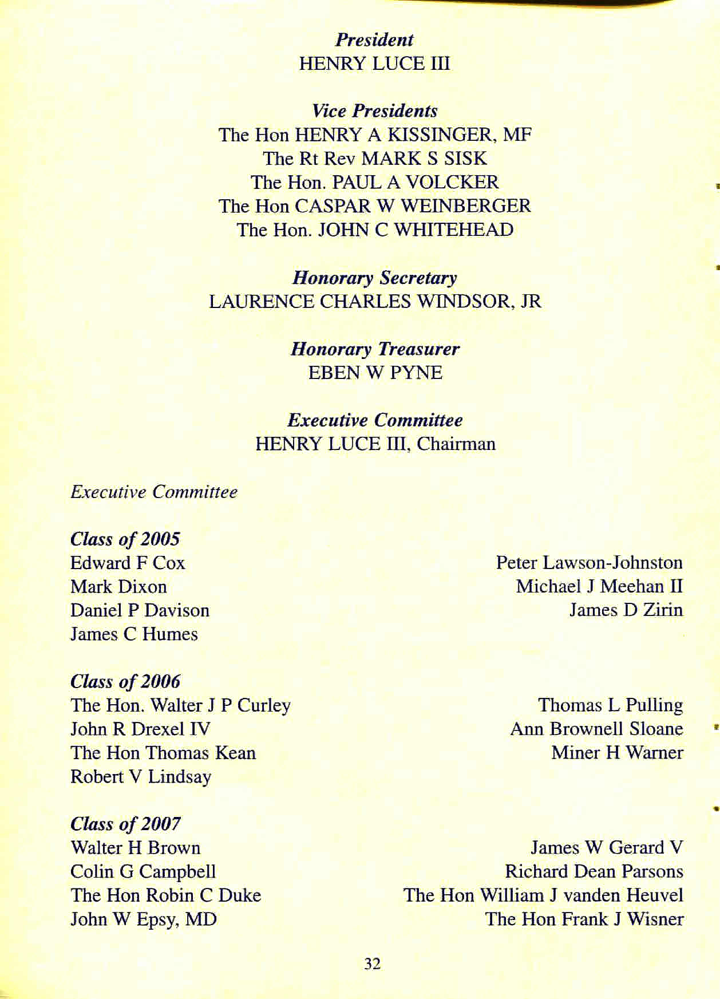 President
HENRY LUCE III
Vice Presidents
The Hon HENRY A KISSINGER, MF
The Rt Rev MARK S SISK
The Hon. PAUL A VOLCKER
The Hon CASPAR W WEINBERGER
The Hon. JOHN C WHITEHEAD
Honorary Secretary
LAURENCE CHARLES WINDSOR, JR
Honorary Treasurer
EBEN W PYNE
Executive Committee
HENRY LUCE III, Chairman
Executive Committee
Class of 2005
Edward F Cox Peter Lawson-Johnston
Mark Dixon Michael J Meehan II
Daniel P Davison James D Zirin
James C Humes
Class of 2006
The Hon. Walter J P Curley Thomas L Pulling
John R Drexel IV Ann Brownell Sloane
The Hon Thomas Kean Miner H Warner
Robert V Lindsay
Class of 2007
Walter H Brown James W Gerard V
Colin G Campbell Richard Dean Parsons
The Hon Robin C Duke The Hon William J vanden Heuvel
John W Epsy, MD The Hon Frank J Wisner
32